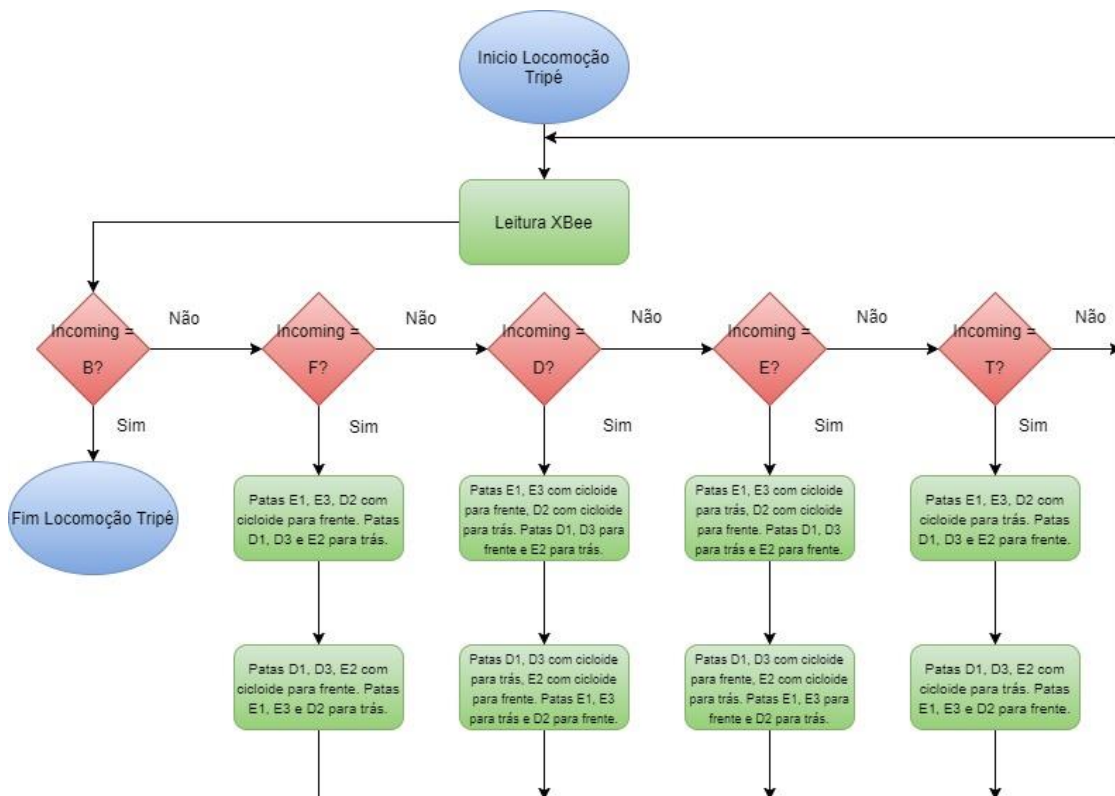 Inicio Locomoção
Tripé
Leitura XBee
Incoming =
B?
Não
Incoming =
F?
Não
Incoming =
D?
Não
Incoming =
E?
Não
Incoming =
T?
Não
Sim
Sim
Sim
Sim
Sim
Fim Locomoção Tripé
Patas E1, E3, D2 com
cicloide para frente. Patas
D1, D3 e E2 para trás.
Patas E1, E3 com cicloide
para frente, D2 com cicloide
para trás. Patas D1, D3 para
frente e E2 para trás.
Patas E1, E3 com cicloide
para trás, D2 com cicloide
para frente. Patas D1, D3
para trás e E2 para frente.
Patas E1, E3, D2 com
cicloide para trás. Patas
D1, D3 e E2 para frente.
Patas D1, D3, E2 com
cicloide para frente. Patas
E1, E3 e D2 para trás.
Patas D1, D3 com cicloide
para trás, E2 com cicloide
para frente. Patas E1, E3
para trás e D2 para frente.
Patas D1, D3 com cicloide
para frente, E2 com cicloide
para trás. Patas E1, E3 para
frente e D2 para trás.
Patas D1, D3, E2 com
cicloide para trás. Patas
E1, E3 e D2 para frente.